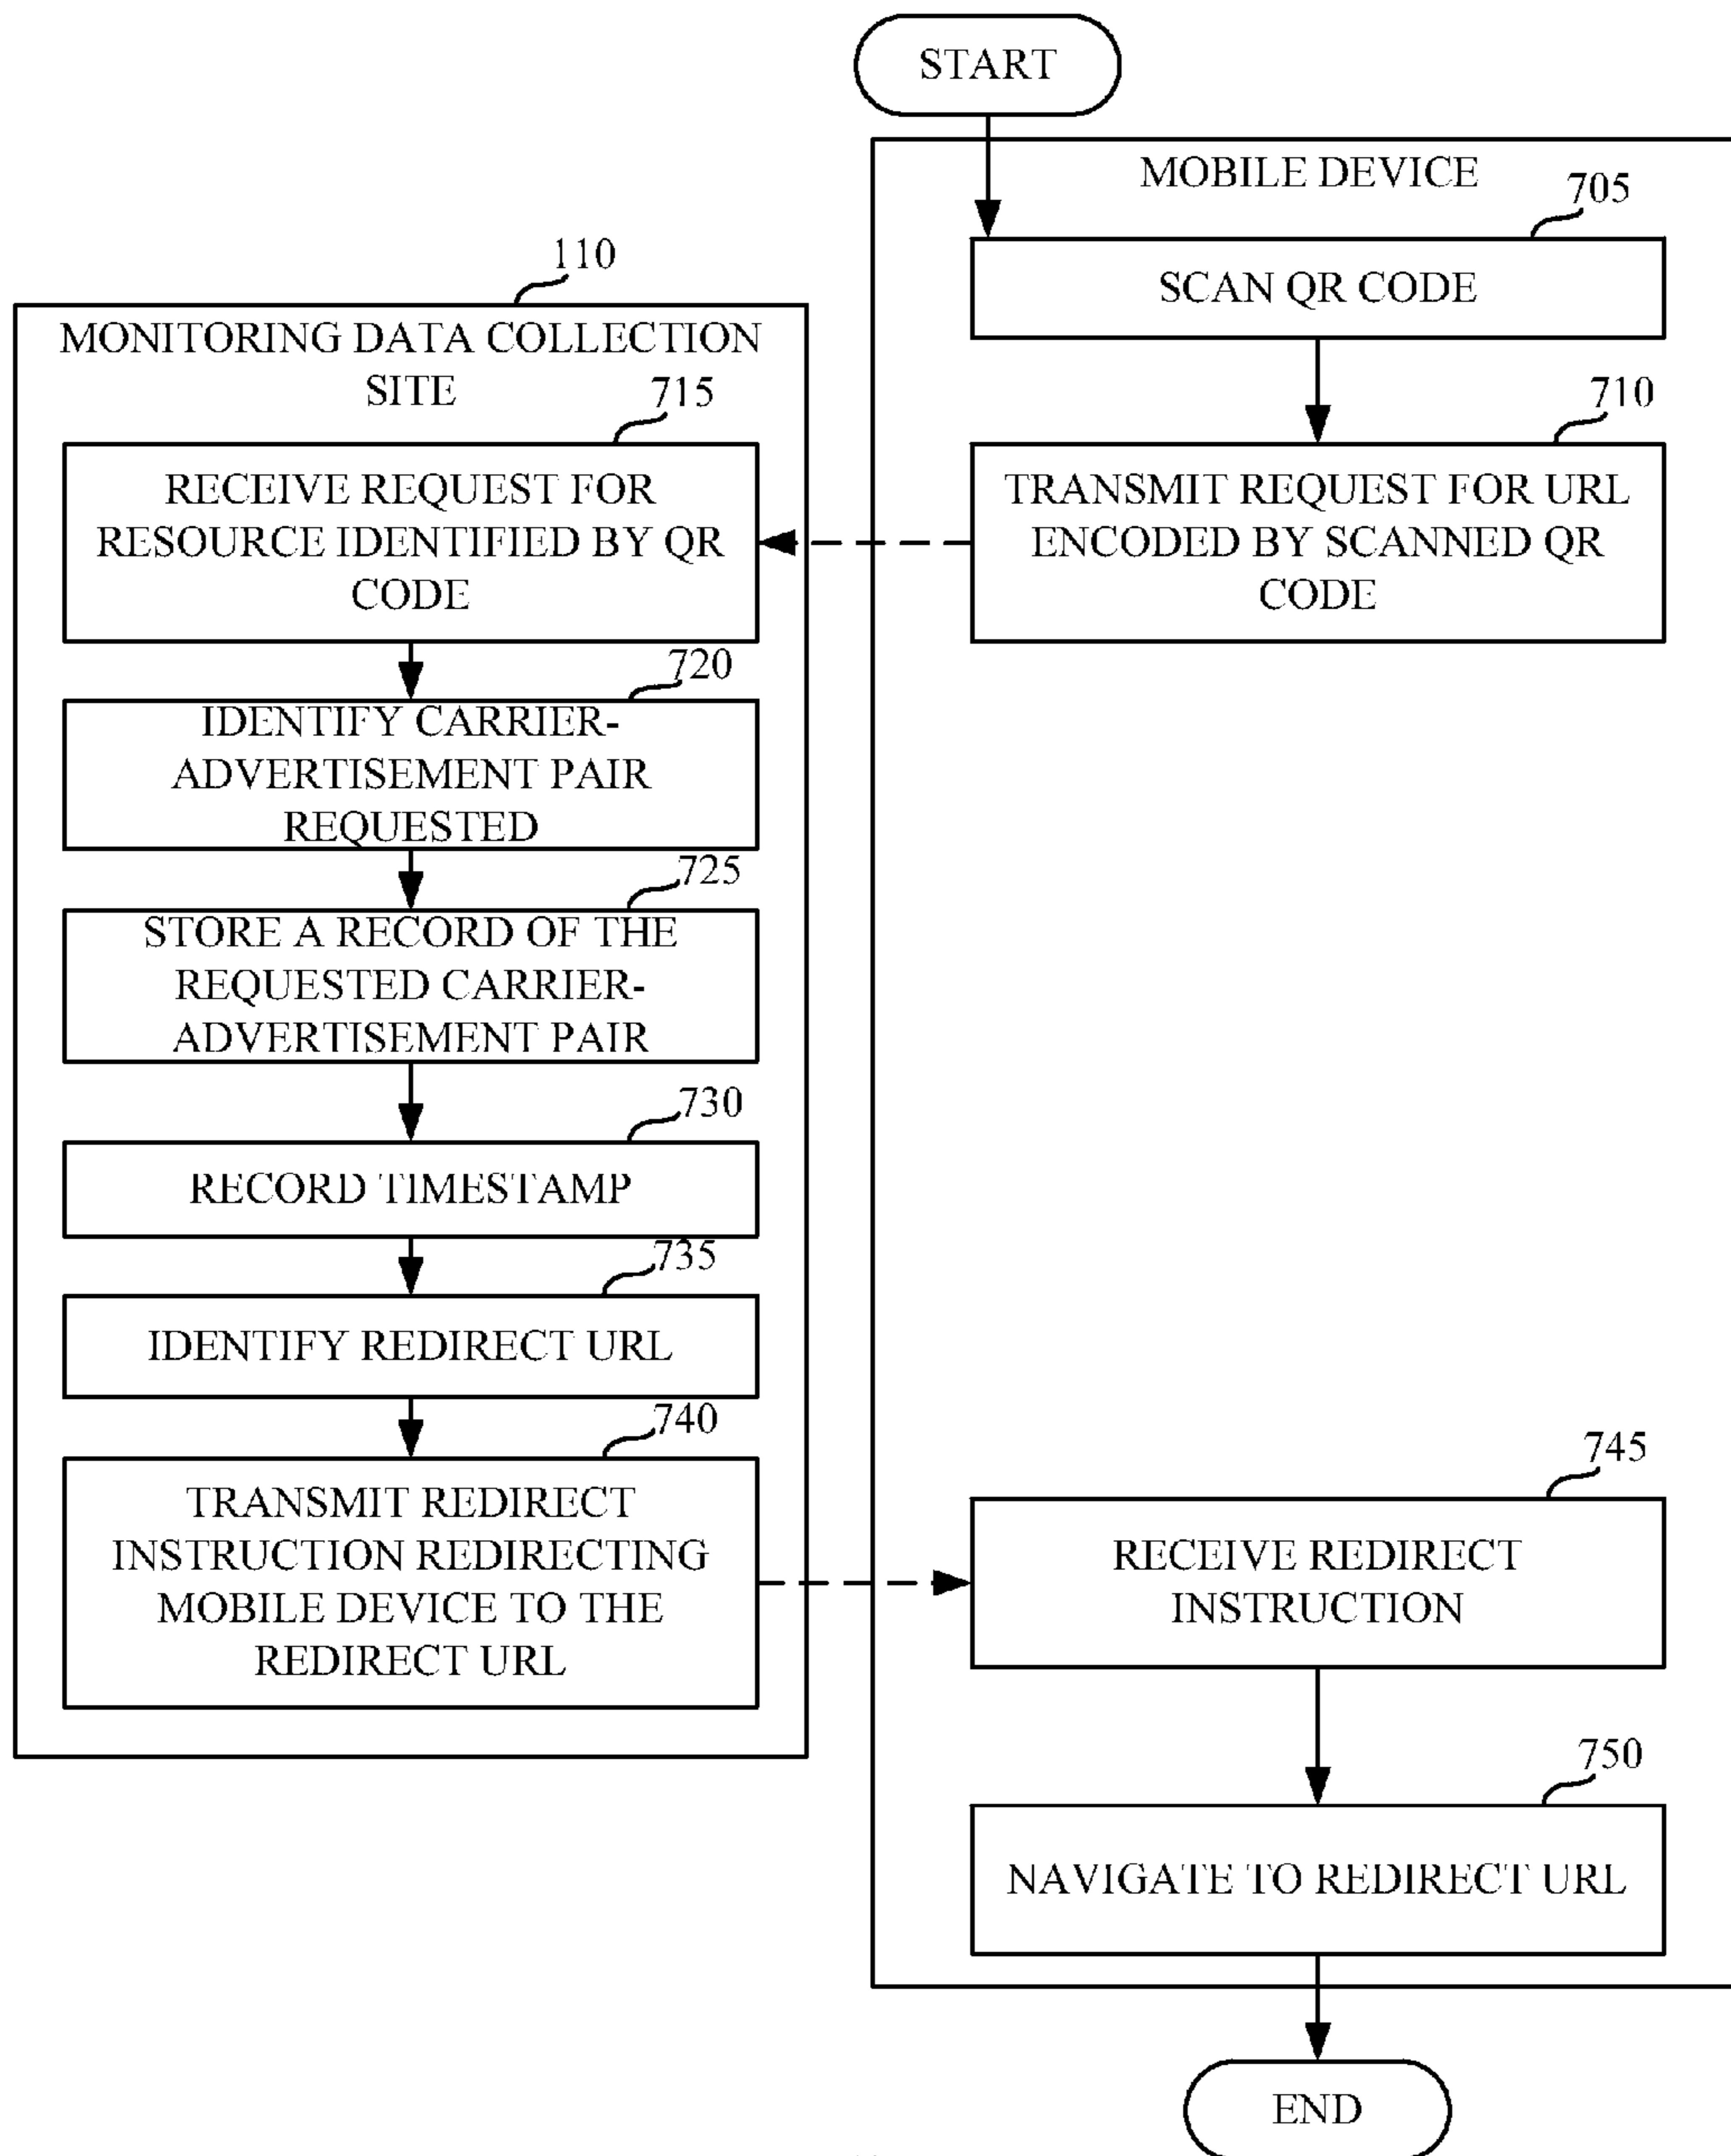 START
MOBILE DEVICE
705
SCAN QR CODE
710
TRANSMIT REQUEST FOR URL
ENCODED BY SCANNED QR
CODE
110
MONITORING DATA COLLECTION
SITE
715
RECEIVE REQUEST FOR
RESOURCE IDENTIFIED BY QR
CODE
720
IDENTIFY CARRIER-
ADVERTISEMENT PAIR
REQUESTED
725
STORE A RECORD OF THE
REQUESTED CARRIER-
ADVERTISEMENT PAIR
730
RECORD TIMESTAMP
735
IDENTIFY REDIRECT URL
740
TRANSMIT REDIRECT
INSTRUCTION REDIRECTING
MOBILE DEVICE TO THE
REDIRECT URL
745
RECEIVE REDIRECT
INSTRUCTION
750
NAVIGATE TO REDIRECT URL
END